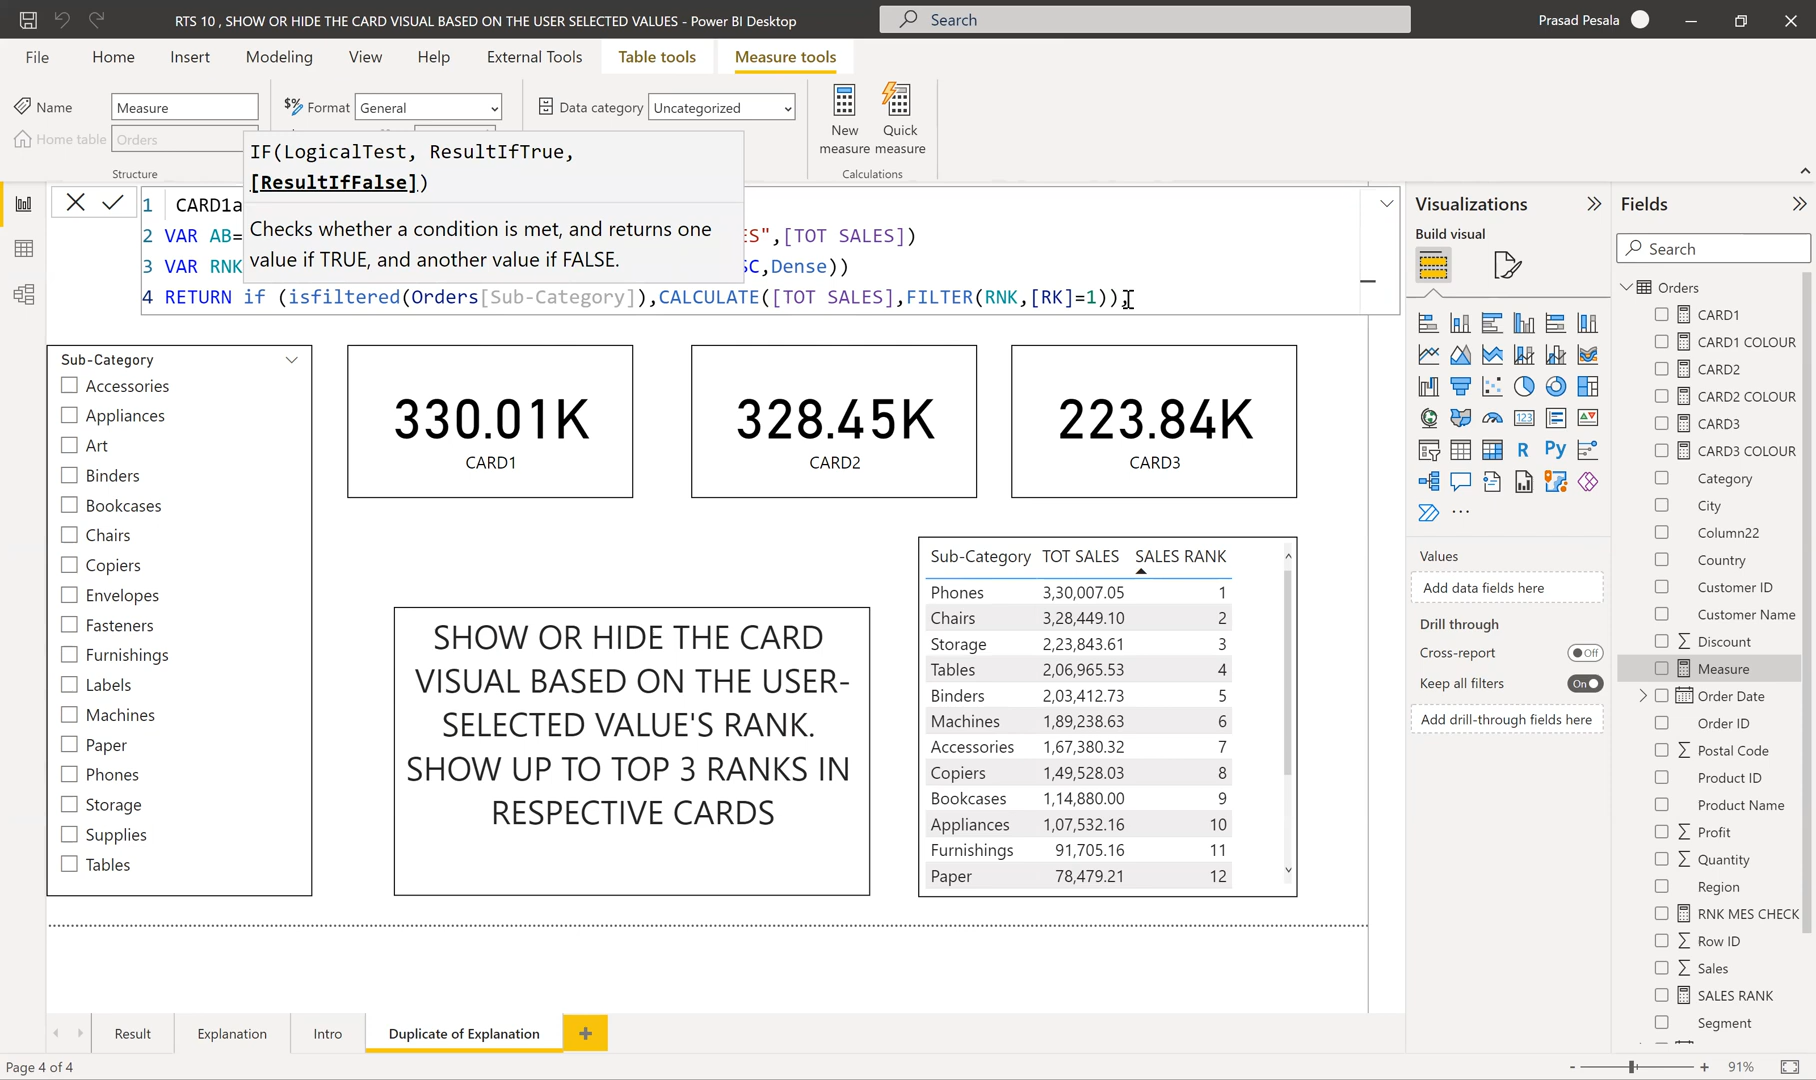 RTS 10 , SHOW OR HIDE THE CARD VISUAL BASED ON THE USER SELECTED VALUES - Power BI Desktop
Search
Prasad Pesala
File
Home
Insert
Modeling
View
Help
External Tools
Table tools
Measure tools
Name
Measure
$% Format
General
Data category
Uncategorized
New measure
Quick measure
Home table
Orders
Structure
Calculations
IF(LogicalTest, ResultIfTrue,
[ResultIfFalse])
Checks whether a condition is met, and returns one
value if TRUE, and another value if FALSE.
1 CARD1a
2 VAR AB= ES",[TOT SALES])
3 VAR RNK SC,Dense))
4 RETURN if (isfiltered(Orders[Sub-Category]),CALCULATE([TOT SALES],FILTER(RNK,[RK]=1)),
Sub-Category
Accessories
Appliances
Art
Binders
Bookcases
Chairs
Copiers
Envelopes
Fasteners
Furnishings
Labels
Machines
Paper
Phones
Storage
Supplies
Tables
330.01K
CARD1
328.45K
CARD2
223.84K
CARD3
SHOW OR HIDE THE CARD
VISUAL BASED ON THE USER-
SELECTED VALUE'S RANK.
SHOW UP TO TOP 3 RANKS IN
RESPECTIVE CARDS
Sub-Category TOT SALES SALES RANK
Phones 3,30,007.05 1
Chairs 3,28,449.10 2
Storage 2,23,843.61 3
Tables 2,06,965.53 4
Binders 2,03,412.73 5
Machines 1,89,238.63 6
Accessories 1,67,380.32 7
Copiers 1,49,528.03 8
Bookcases 1,14,880.00 9
Appliances 1,07,532.16 10
Furnishings 91,705.16 11
Paper 78,479.21 12
Visualizations
Build visual
123
R
Py
Values
Add data fields here
Drill through
Cross-report
Off
Keep all filters
On
Add drill-through fields here
Fields
Search
Orders
CARD1
CARD1 COLOUR
CARD2
CARD2 COLOUR
CARD3
CARD3 COLOUR
Category
City
Column22
Country
Customer ID
Customer Name
Discount
Measure
Order Date
Order ID
Postal Code
Product ID
Product Name
Profit
Quantity
Region
RNK MES CHECK
Row ID
Sales
SALES RANK
Segment
Result
Explanation
Intro
Duplicate of Explanation
Page 4 of 4
91%